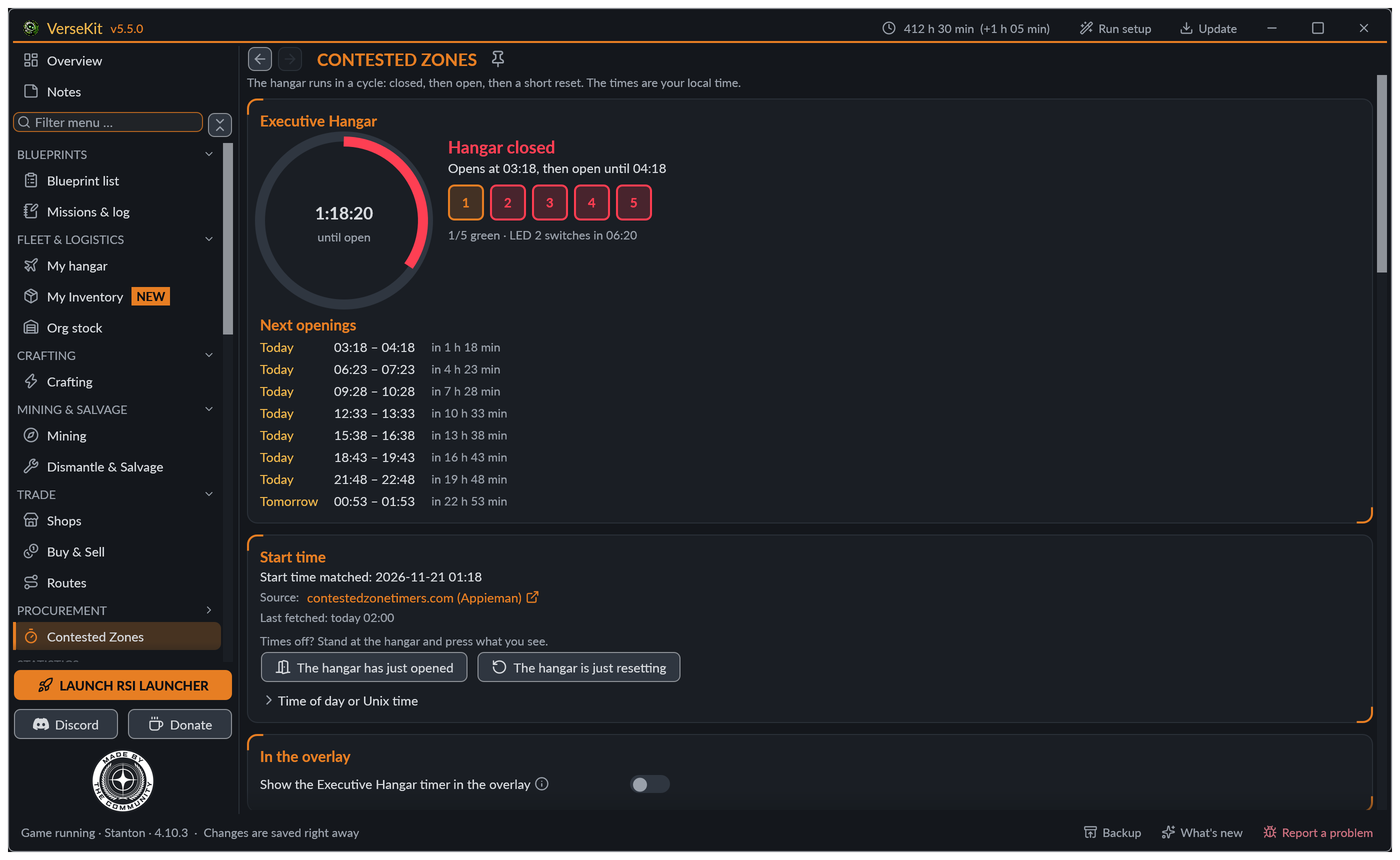 VerseKit v5.5.0
412 h 30 min (+1 h 05 min)
Run setup
Update
Overview
Notes
Filter menu ...
BLUEPRINTS
Blueprint list
Missions & log
FLEET & LOGISTICS
My hangar
My Inventory NEW
Org stock
CRAFTING
Crafting
MINING & SALVAGE
Mining
Dismantle & Salvage
TRADE
Shops
Buy & Sell
Routes
PROCUREMENT
Contested Zones
LAUNCH RSI LAUNCHER
Discord
Donate
MADE BY THE COMMUNITY
CONTESTED ZONES
The hangar runs in a cycle: closed, then open, then a short reset. The times are your local time.
Executive Hangar
1:18:20
until open
Hangar closed
Opens at 03:18, then open until 04:18
1 2 3 4 5
1/5 green · LED 2 switches in 06:20
Next openings
Today 03:18 – 04:18 in 1 h 18 min
Today 06:23 – 07:23 in 4 h 23 min
Today 09:28 – 10:28 in 7 h 28 min
Today 12:33 – 13:33 in 10 h 33 min
Today 15:38 – 16:38 in 13 h 38 min
Today 18:43 – 19:43 in 16 h 43 min
Today 21:48 – 22:48 in 19 h 48 min
Tomorrow 00:53 – 01:53 in 22 h 53 min
Start time
Start time matched: 2026-11-21 01:18
Source: contestedzonetimers.com (Appieman)
Last fetched: today 02:00
Times off? Stand at the hangar and press what you see.
The hangar has just opened
The hangar is just resetting
Time of day or Unix time
In the overlay
Show the Executive Hangar timer in the overlay
Game running · Stanton · 4.10.3 · Changes are saved right away
Backup
What's new
Report a problem